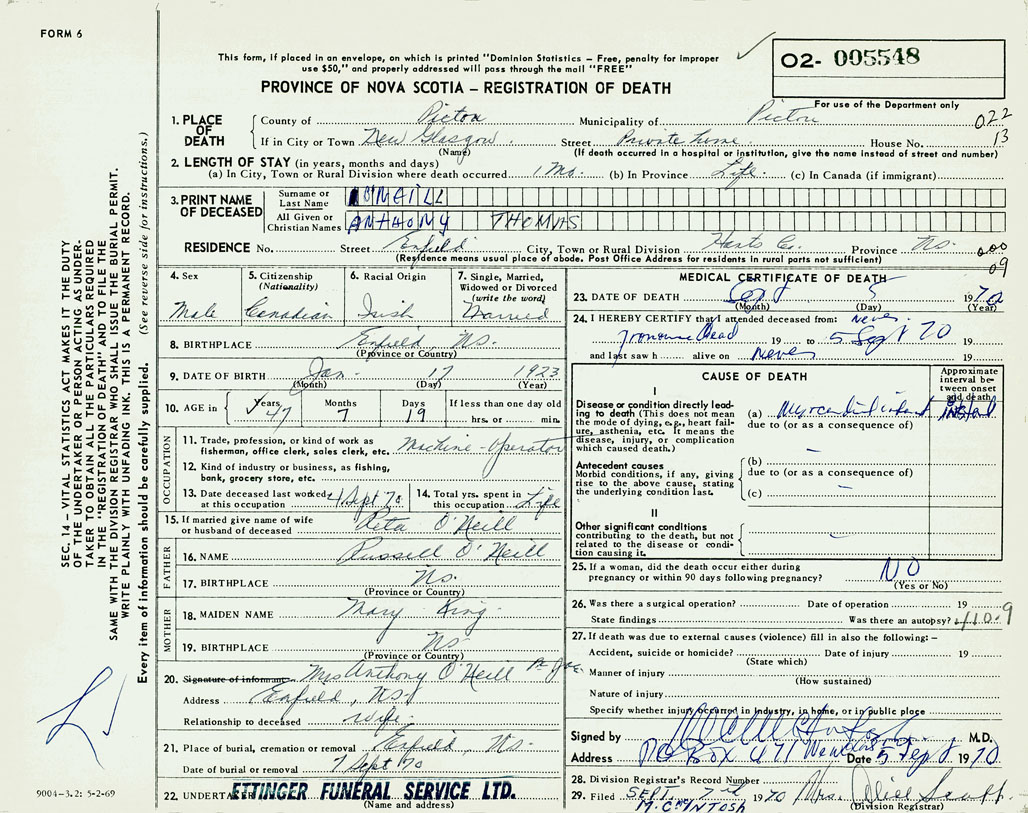 FORM 6
This form, if placed in an envelope, on which is printed "Dominion Statistics – Free, penalty for improper
use $50," and properly addressed will pass through the mail "FREE"
02- 005548
PROVINCE OF NOVA SCOTIA – REGISTRATION OF DEATH
For use of the Department only
1. PLACE OF DEATH
County of Pictou Municipality of Pictou 022
If in City or Town New Glasgow Street Private home House No. 13
(Name) (If death occurred in a hospital or institution, give the name instead of street and number)
2. LENGTH OF STAY (in years, months and days)
(a) In City, Town or Rural Division where death occurred 1 Mo. (b) In Province Life. (c) In Canada (if immigrant)
3. PRINT NAME OF DECEASED
Surname or Last Name O'NEILL
All Given or Christian Names ANTHONY THOMAS
RESIDENCE No. Street Enfield City, Town or Rural Division Hants Co. Province NS. 000
(Residence means usual place of abode. Post Office Address for residents in rural parts not sufficient) 09
4. Sex Male
5. Citizenship (Nationality) Canadian
6. Racial Origin Irish
7. Single, Married, Widowed or Divorced (write the word) Married
8. BIRTHPLACE Enfield, NS.
(Province or Country)
9. DATE OF BIRTH Jan. 17 1923
(Month) (Day) (Year)
10. AGE in Years 47 Months 7 Days 19 If less than one day old hrs. or min.
OCCUPATION
11. Trade, profession, or kind of work as fisherman, office clerk, sales clerk, etc. Machine-Operator
12. Kind of industry or business, as fishing, bank, grocery store, etc.
13. Date deceased last worked at this occupation 4 Sept 70
14. Total yrs. spent in this occupation Life
15. If married give name of wife or husband of deceased Reta O'Neill
FATHER
16. NAME Russell O'Neill
17. BIRTHPLACE NS.
(Province or Country)
MOTHER
18. MAIDEN NAME Mary King
19. BIRTHPLACE NS.
(Province or Country)
20. Signature of informant Mrs Anthony O'Neill
Address Enfield, NS.
Relationship to deceased wife
21. Place of burial, cremation or removal Enfield, NS.
Date of burial or removal 7 Sept 70
22. UNDERTAKER ETTINGER FUNERAL SERVICE LTD.
(Name and address)
MEDICAL CERTIFICATE OF DEATH
23. DATE OF DEATH Sept 5 1970
(Month) (Day) (Year)
24. I HEREBY CERTIFY that I attended deceased from: Never
Pronounce Dead 19 to 5 Sept 70 19
and last saw h alive on Never 19
CAUSE OF DEATH
Approximate interval between onset and death
I
Disease or condition directly leading to death (This does not mean the mode of dying, e.g., heart failure, asthenia, etc. It means the disease, injury, or complication which caused death.)
(a) Myocardial infarct instant
due to (or as a consequence of)
Antecedent causes
Morbid conditions, if any, giving rise to the above cause, stating the underlying condition last.
(b) –
due to (or as a consequence of)
(c) –
II
Other significant conditions contributing to the death, but not related to the disease or condition causing it.
–
25. If a woman, did the death occur either during pregnancy or within 90 days following pregnancy? NO
(Yes or No)
26. Was there a surgical operation? Date of operation 19
State findings Was there an autopsy? 410.9
27. If death was due to external causes (violence) fill in also the following: –
Accident, suicide or homicide? Date of injury 19
(State which)
Manner of injury
(How sustained)
Nature of injury
Specify whether injury occurred in industry, in home, or in public place
Signed by M.D.
Address PO Box 471 Date 5 Sept 1970
28. Division Registrar's Record Number
29. Filed SEPT. 7th 1970 Mrs. Alice Scott
M. C. McINTOSH (Division Registrar)
SEC. 14 – VITAL STATISTICS ACT MAKES IT THE DUTY
OF THE UNDERTAKER OR PERSON ACTING AS UNDER-
TAKER TO OBTAIN ALL THE PARTICULARS REQUIRED
IN THE "REGISTRATION OF DEATH" AND TO FILE THE
SAME WITH THE DIVISION REGISTRAR WHO SHALL ISSUE THE BURIAL PERMIT.
WRITE PLAINLY WITH UNFADING INK. THIS IS A PERMANENT RECORD.
Every item of information should be carefully supplied. (See reverse side for instructions.)
9004-3.2: 5-2-69